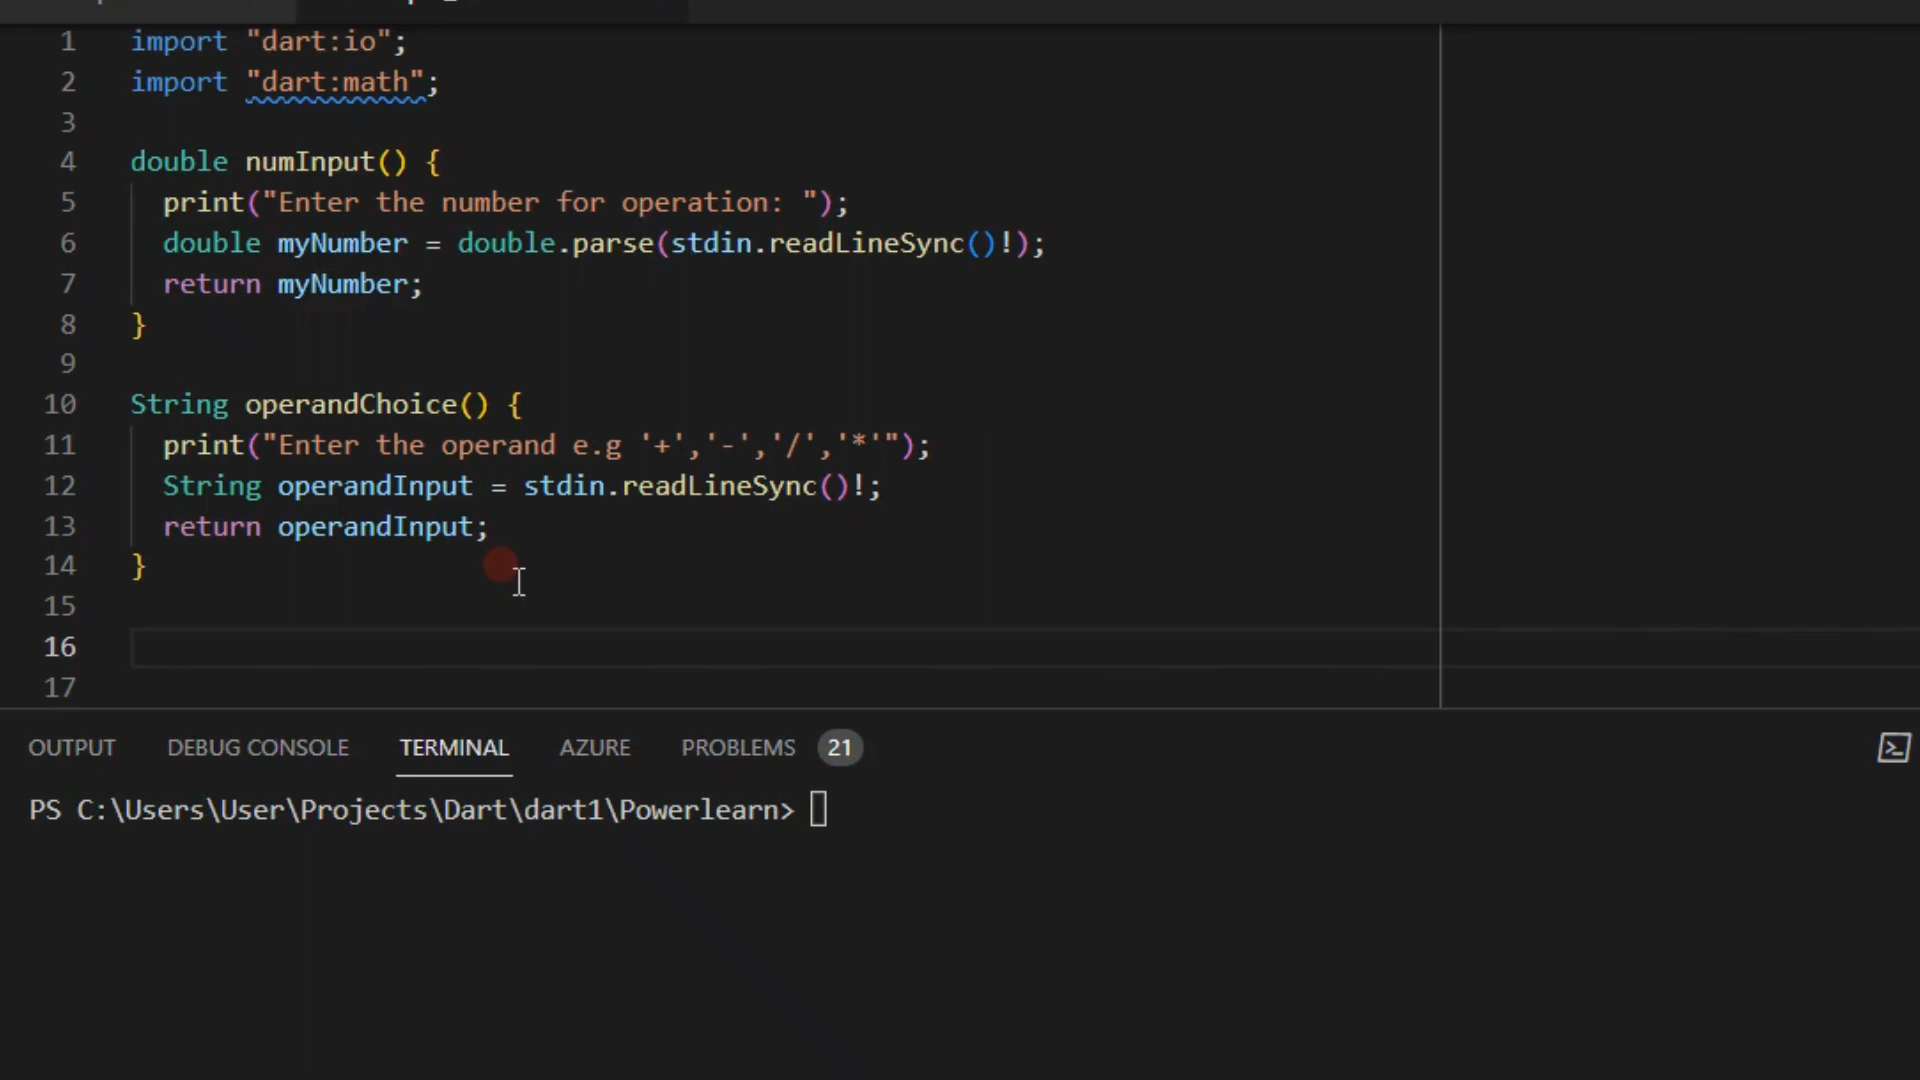 1 import "dart:io";
2 import "dart:math";
3
4 double numInput() {
5 print("Enter the number for operation: ");
6 double myNumber = double.parse(stdin.readLineSync()!);
7 return myNumber;
8 }
9
10 String operandChoice() {
11 print("Enter the operand e.g '+','-','/','*'");
12 String operandInput = stdin.readLineSync()!;
13 return operandInput;
14 }
15
16
17
OUTPUT DEBUG CONSOLE TERMINAL AZURE PROBLEMS 21
PS C:\Users\User\Projects\Dart\dart1\Powerlearn>